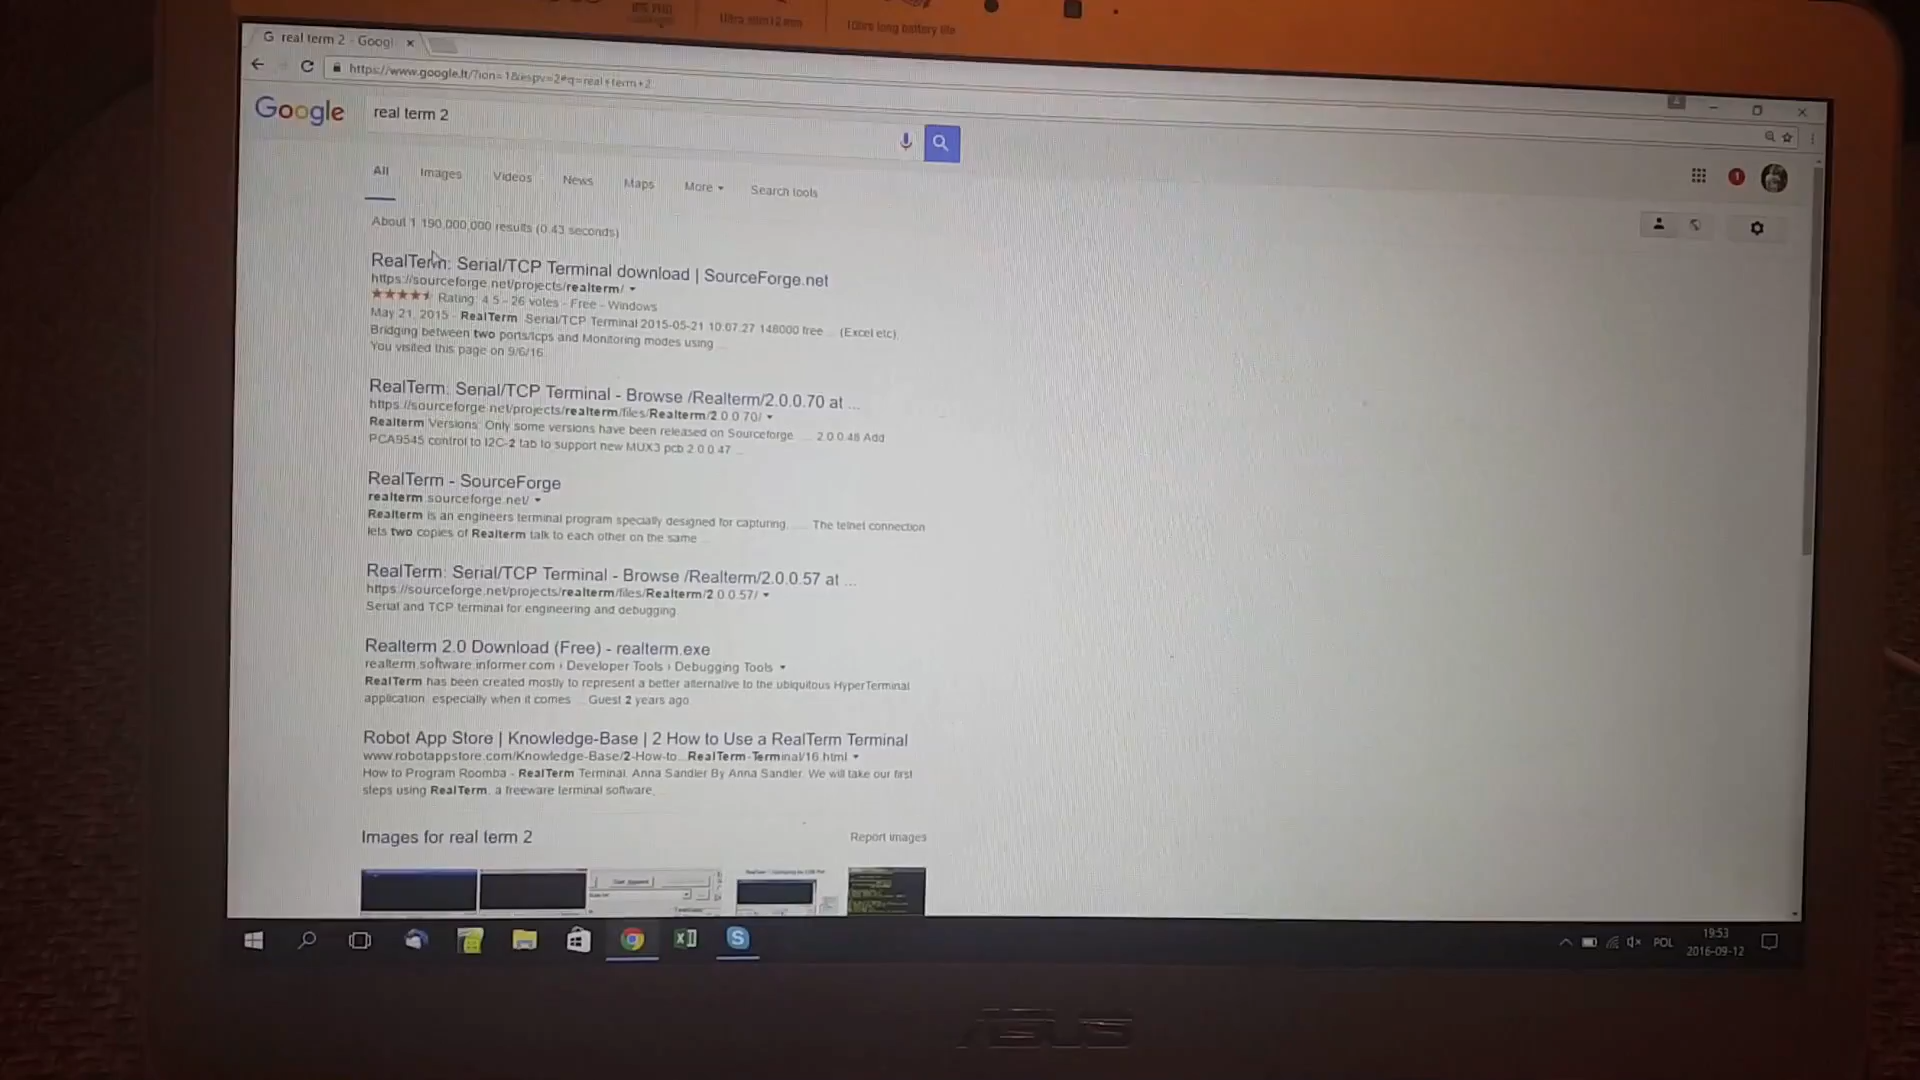 Ultra slim12 mm
10hrs long battery life
G real term 2 - Googl
https://www.google.lt/?ion=1&espv=2#q=real+term+2
Google
real term 2
All Images Videos News Maps More Search tools
1
About 1 190,000,000 results (0.43 seconds)
RealTerm: Serial/TCP Terminal download | SourceForge.net
https://sourceforge.net/projects/realterm/
Rating: 4.5 - 26 votes - Free - Windows
May 21, 2015 - RealTerm: Serial/TCP Terminal 2015-05-21 10:07:27 148000 free ... (Excel etc),
Bridging between two ports/tcps and Monitoring modes using ...
You visited this page on 9/6/16.
RealTerm: Serial/TCP Terminal - Browse /Realterm/2.0.0.70 at ...
https://sourceforge.net/projects/realterm/files/Realterm/2.0.0.70/
Realterm Versions: Only some versions have been released on Sourceforge. ... 2.0.0.48 Add
PCA9545 control to I2C-2 tab to support new MUX3 pcb 2.0.0.47 ...
RealTerm - SourceForge
realterm.sourceforge.net/
Realterm is an engineers terminal program specially designed for capturing, ... The telnet connection
lets two copies of Realterm talk to each other on the same ...
RealTerm: Serial/TCP Terminal - Browse /Realterm/2.0.0.57 at ...
https://sourceforge.net/projects/realterm/files/Realterm/2.0.0.57/
Serial and TCP terminal for engineering and debugging.
Realterm 2.0 Download (Free) - realterm.exe
realterm.software.informer.com › Developer Tools › Debugging Tools
RealTerm has been created mostly to represent a better alternative to the ubiquitous HyperTerminal
application, especially when it comes ... Guest 2 years ago
Robot App Store | Knowledge-Base | 2 How to Use a RealTerm Terminal
www.robotappstore.com/Knowledge-Base/2-How-to...RealTerm-Terminal/16.html
How to Program Roomba - RealTerm Terminal. Anna Sandler By Anna Sandler. We will take our first
steps using RealTerm, a freeware terminal software,
Images for real term 2
Report images
POL
19:53
2016-09-12
ASUS